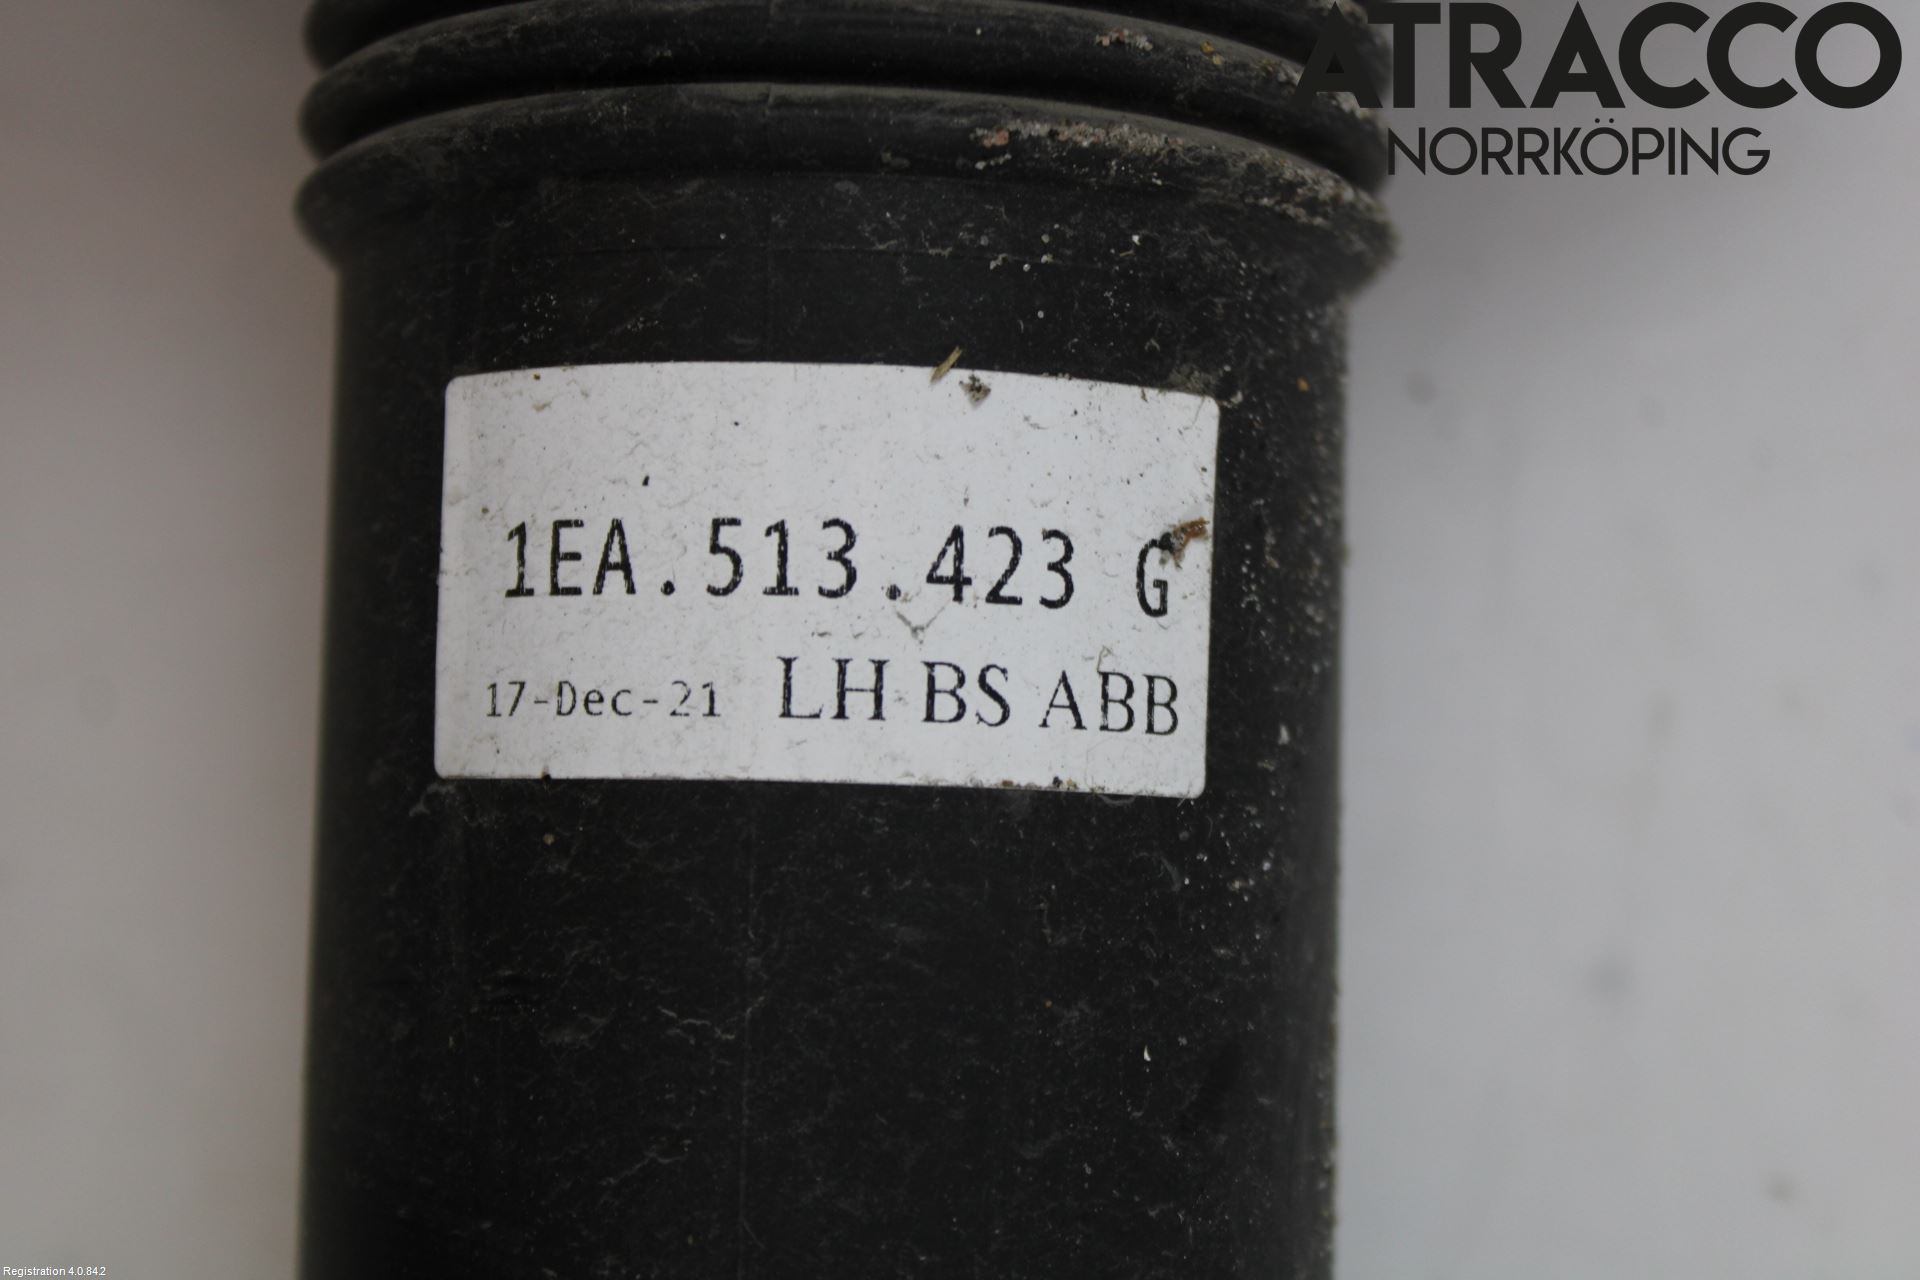 ATRACCO
NORRKÖPING
1EA.513.423 G
17-Dec-21 LH BS ABB
Registration 4.0.842